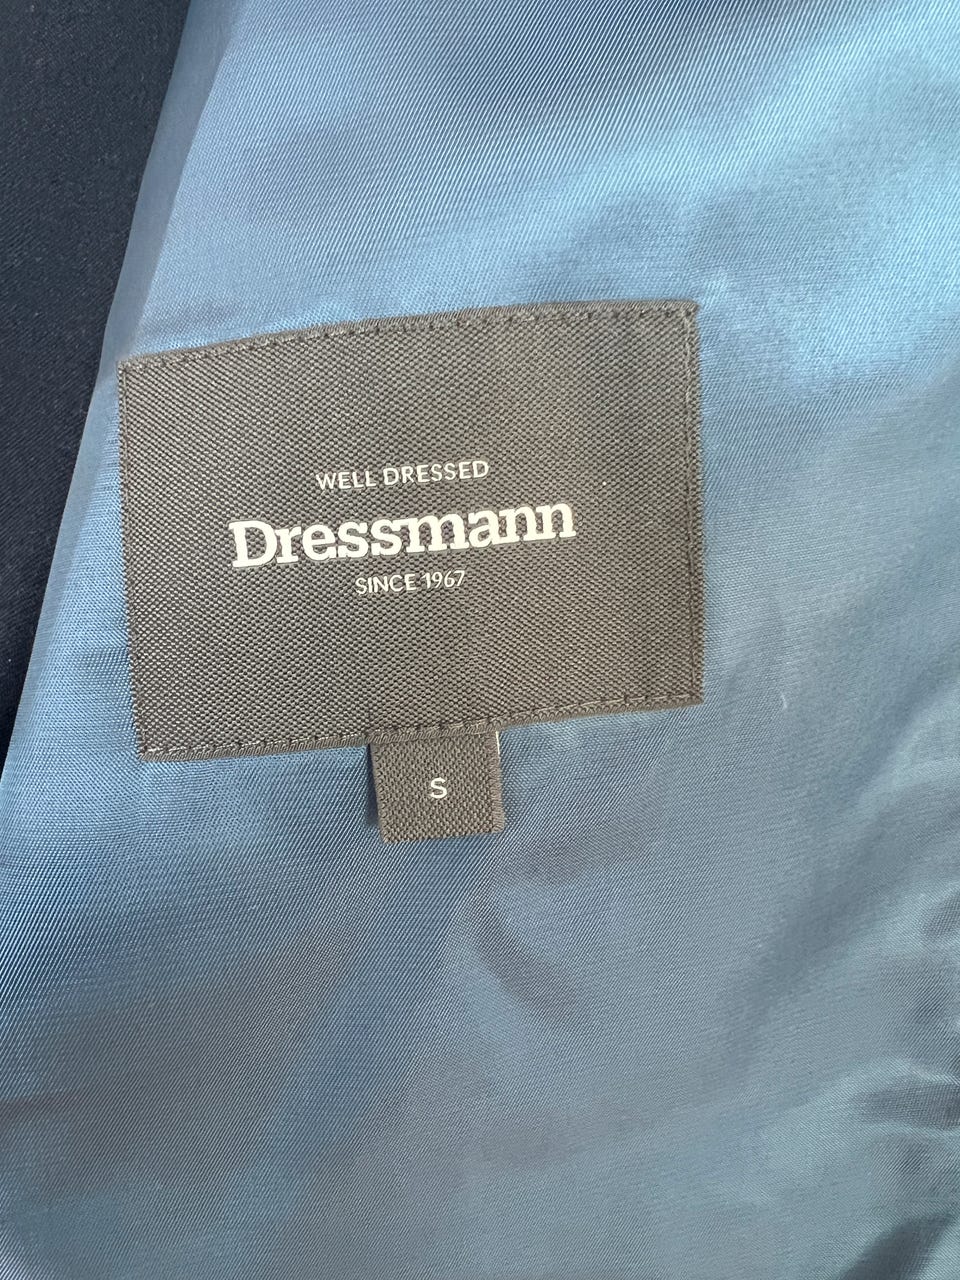 WELL DRESSED
Dressmann
SINCE 1967
S